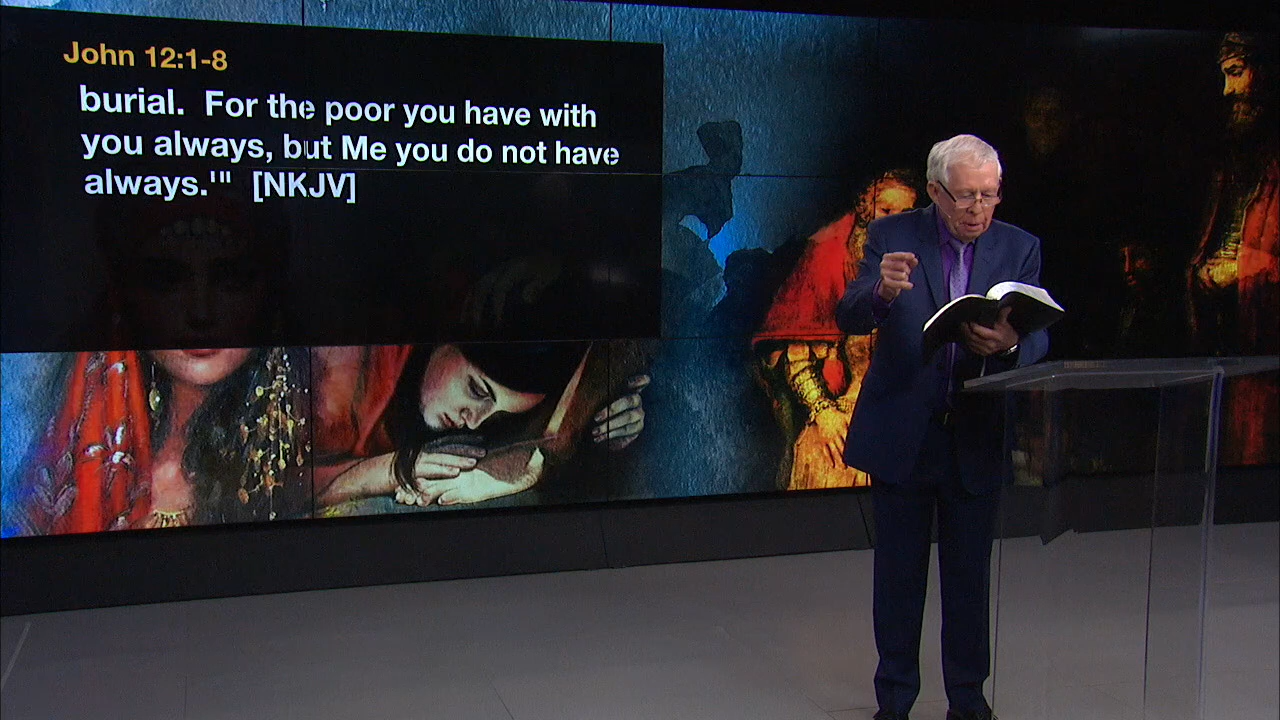 John 12:1-8
burial.  For the poor you have with
you always, but Me you do not have
always.'"  [NKJV]